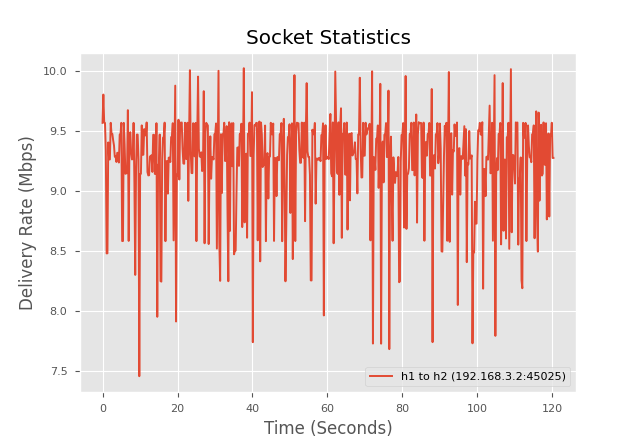 Socket Statistics
Delivery Rate (Mbps)
10.0
9.5
9.0
8.5
8.0
7.5
h1 to h2 (192.168.3.2:45025)
0 20 40 60 80 100 120
Time (Seconds)